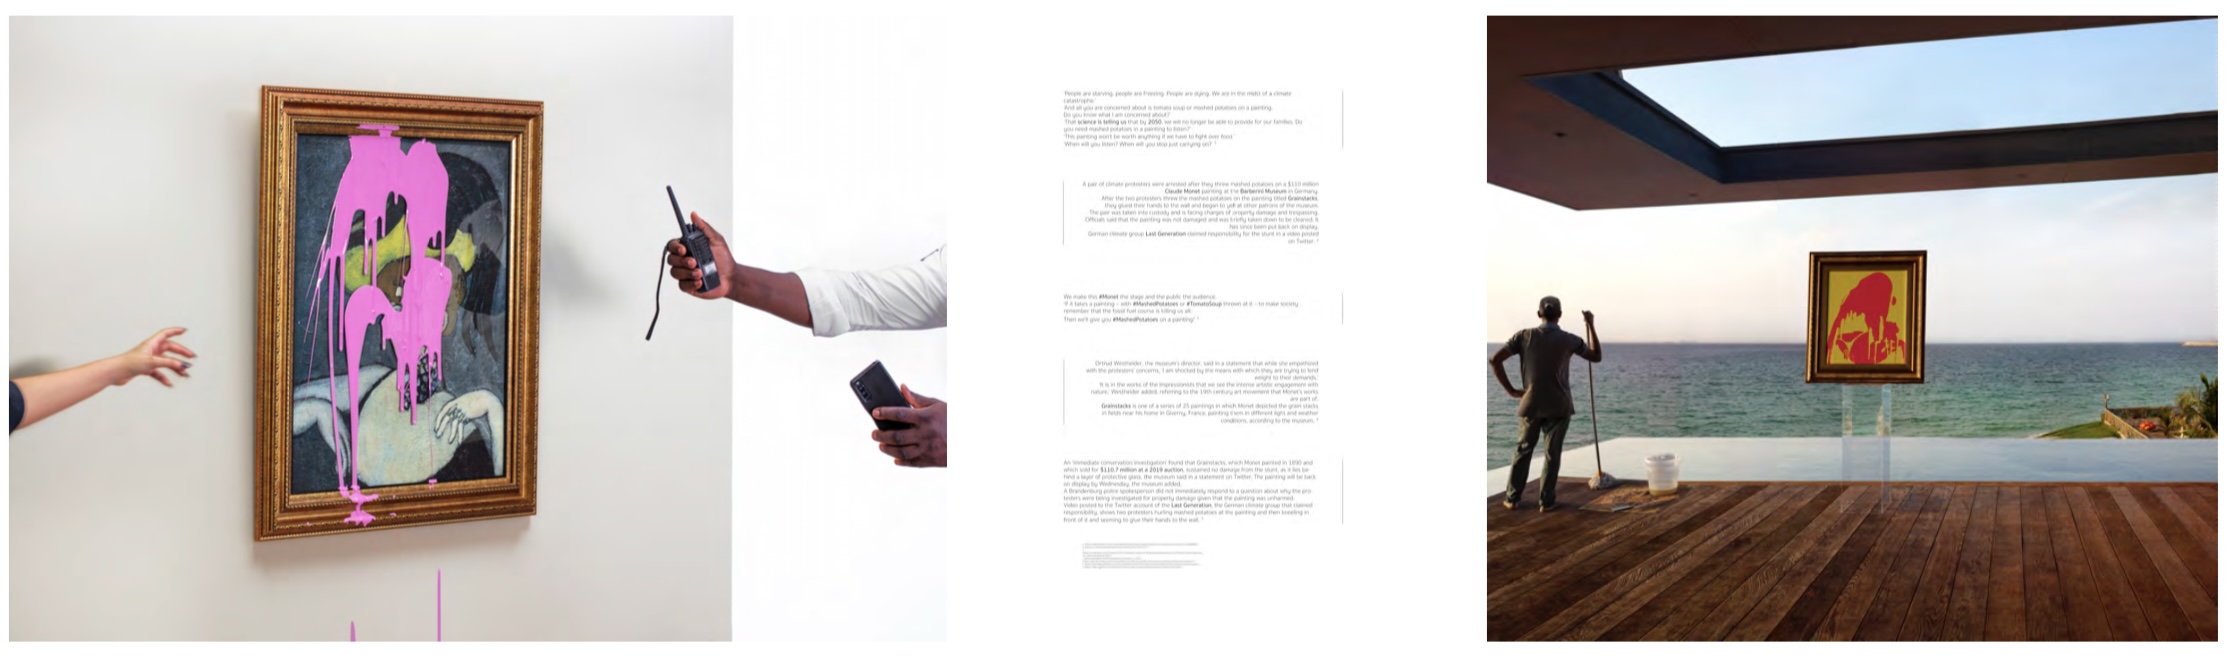 'People are starving, people are freezing. People are dying. We are in the midst of a climate
catastrophe.'
'And all you are concerned about is tomato soup or mashed potatoes on a painting.
Do you know what I am concerned about?
'That science is telling us that by 2050, we will no longer be able to provide for our families. Do
you need mashed potatoes in a painting to listen?'
'This painting won't be worth anything if we have to fight over food.'
'When will you listen? When will you stop just carrying on?'
A pair of climate protesters were arrested after they threw mashed potatoes on a $110 million
Claude Monet painting at the Barberini Museum in Germany.
After the two protesters threw the mashed potatoes on the painting titled Grainstacks,
they glued their hands to the wall and began to yell at other patrons of the museum.
The pair was taken into custody and is facing charges of property damage and trespassing.
Officials said that the painting was not damaged and was briefly taken down to be cleaned. It
has since been put back on display.
German climate group Last Generation claimed responsibility for the stunt in a video posted
on Twitter.
We make this #Monet the stage and the public the audience.
'If it takes a painting – with #MashedPotatoes or #TomatoSoup thrown at it – to make society
remember that the fossil fuel course is killing us all:
Then we'll give you #MashedPotatoes on a painting!'
Ortrud Westheider, the museum's director, said in a statement that while she empathized
with the protesters' concerns, 'I am shocked by the means with which they are trying to lend
weight to their demands.'
'It is in the works of the Impressionists that we see the intense artistic engagement with
nature,' Westheider added, referring to the 19th century art movement that Monet's works
are part of.
Grainstacks is one of a series of 25 paintings in which Monet depicted the grain stacks
in fields near his home in Giverny, France, painting them in different light and weather
conditions, according to the museum.
An 'immediate conservation investigation' found that Grainstacks, which Monet painted in 1890 and
which sold for $110.7 million at a 2019 auction, sustained no damage from the stunt, as it lies be-
hind a layer of protective glass, the museum said in a statement on Twitter. The painting will be back
on display by Wednesday, the museum added.
A Brandenburg police spokesperson did not immediately respond to a question about why the pro-
testers were being investigated for property damage given that the painting was unharmed.
Video posted to the Twitter account of the Last Generation, the German climate group that claimed
responsibility, shows two protesters hurling mashed potatoes at the painting and then kneeling in
front of it and seeming to glue their hands to the wall.